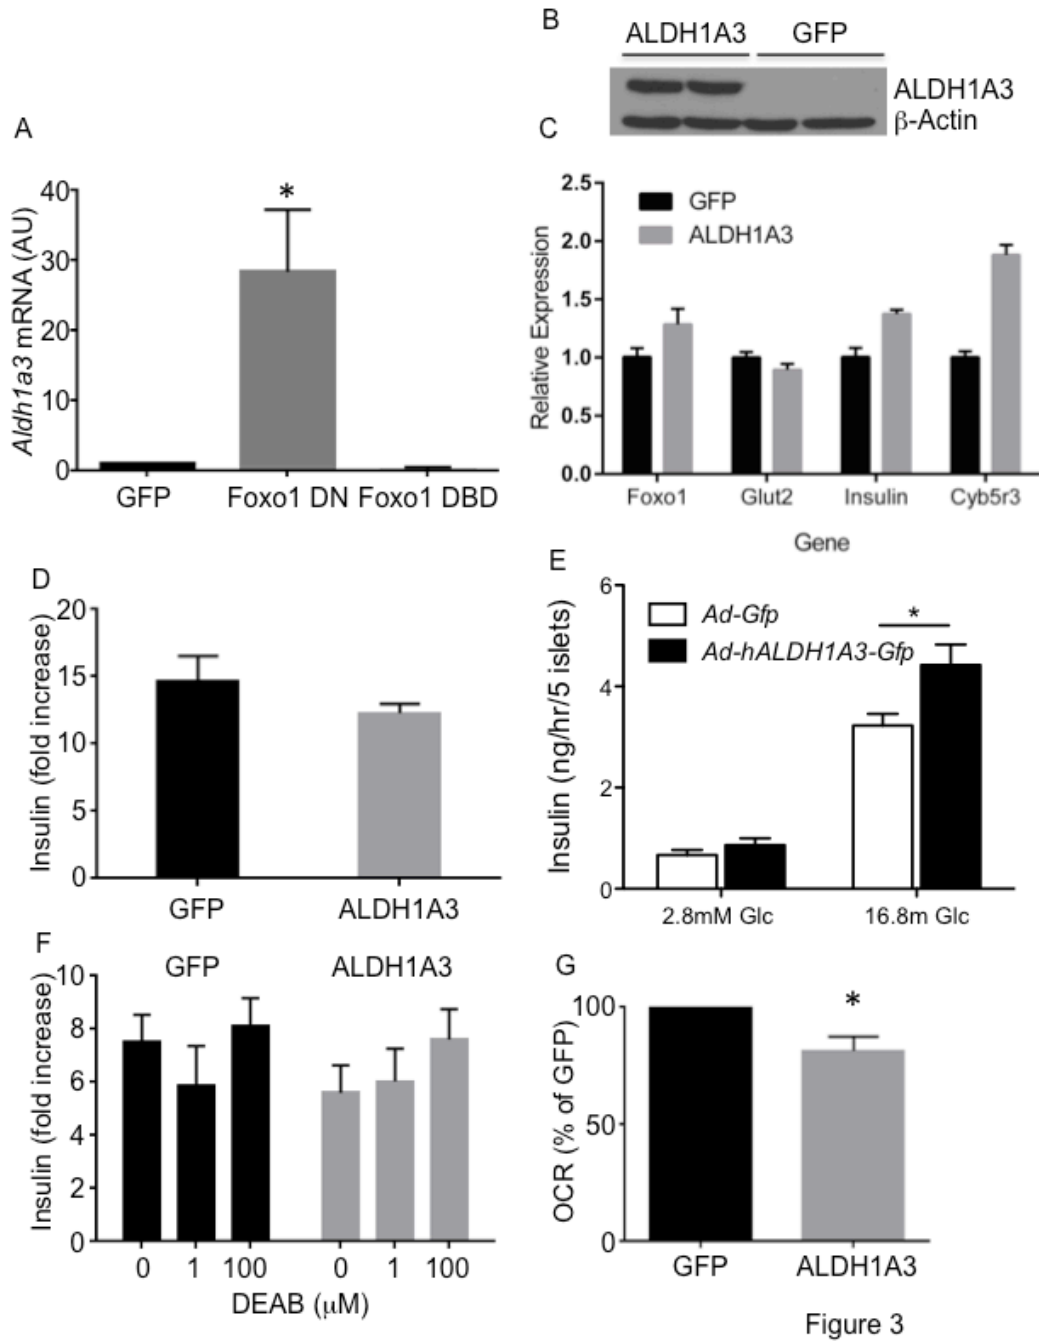 B
ALDH1A3 GFP
ALDH1A3
β-Actin
A
Aldh1a3 mRNA (AU)
40
30
20
10
0
*
GFP Foxo1 DN Foxo1 DBD
C
Relative Expression
2.5
2.0
1.5
1.0
0.5
0.0
GFP
ALDH1A3
Foxo1 Glut2 Insulin Cyb5r3
Gene
D
Insulin (fold increase)
20
15
10
5
0
GFP ALDH1A3
E
Insulin (ng/hr/5 islets)
6
4
2
0
Ad-Gfp
Ad-hALDH1A3-Gfp
*
2.8mM Glc 16.8m Glc
F
Insulin (fold increase)
10
8
6
4
2
0
GFP ALDH1A3
0 1 100 0 1 100
DEAB (μM)
G
OCR (% of GFP)
100
50
0
*
GFP ALDH1A3
Figure 3